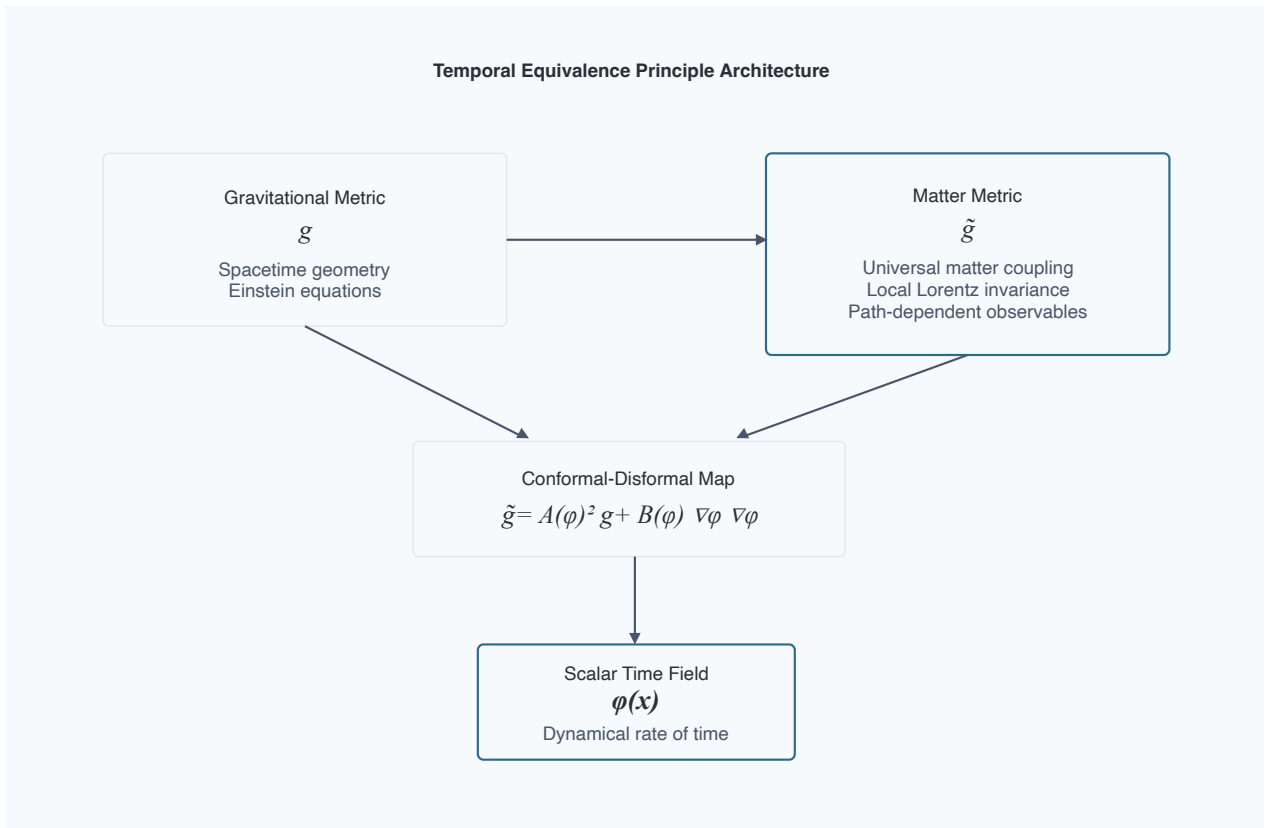 Temporal Equivalence Principle Architecture
Gravitational Metric
g
Spacetime geometry
Einstein equations
Matter Metric
g̃
Universal matter coupling
Local Lorentz invariance
Path-dependent observables
Conformal-Disformal Map
g̃= A(φ)² g+ B(φ) ∇φ ∇φ
Scalar Time Field
φ(x)
Dynamical rate of time